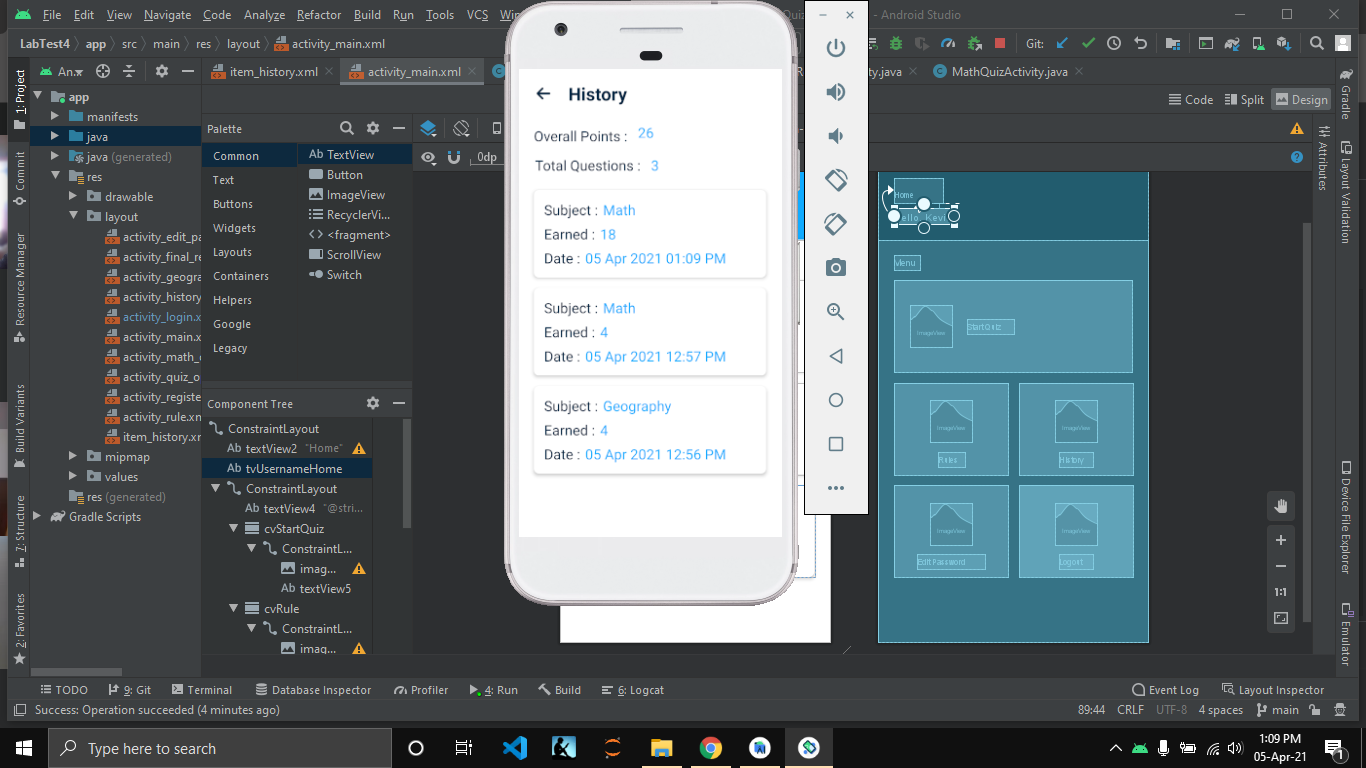 File Edit View Navigate Code Analyze Refactor Build Run Tools VCS
- Android Studio
LabTest4 app src main res layout activity_main.xml
Git:
item_history.xml
activity_main.xml
MathQuizActivity.java
Code Split Design
1: Project
Commit
Resource Manager
Build Variants
7: Structure
2: Favorites
app
manifests
java
java (generated)
res
drawable
layout
activity_edit_pa
activity_final_re
activity_geogra
activity_history
activity_login.x
activity_main.x
activity_math_
activity_quiz_o
activity_register
activity_rule.xm
item_history.xr
mipmap
values
res (generated)
Gradle Scripts
Palette
Common
Text
Buttons
Widgets
Layouts
Containers
Helpers
Google
Legacy
Ab TextView
Button
ImageView
RecyclerVi...
<fragment>
ScrollView
Switch
0dp
Component Tree
ConstraintLayout
Ab textView2 "Home"
Ab tvUsernameHome
ConstraintLayout
Ab textView4 "@stri...
cvStartQuiz
ConstraintL...
imag...
Ab textView5
cvRule
ConstraintL...
imag...
History
Overall Points : 26
Total Questions : 3
Subject : Math
Earned : 18
Date : 05 Apr 2021 01:09 PM
Subject : Math
Earned : 4
Date : 05 Apr 2021 12:57 PM
Subject : Geography
Earned : 4
Date : 05 Apr 2021 12:56 PM
Home
Menu
ImageView
Start Quiz
ImageView
ImageView
Rules
History
ImageView
ImageView
Edit Password
Logout
1:1
Gradle
Attributes
Layout Validation
Device File Explorer
Emulator
TODO 9: Git Terminal Database Inspector Profiler 4: Run Build 6: Logcat Event Log Layout Inspector
Success: Operation succeeded (4 minutes ago)
89:44 CRLF UTF-8 4 spaces main
Type here to search
1:09 PM
05-Apr-21
1